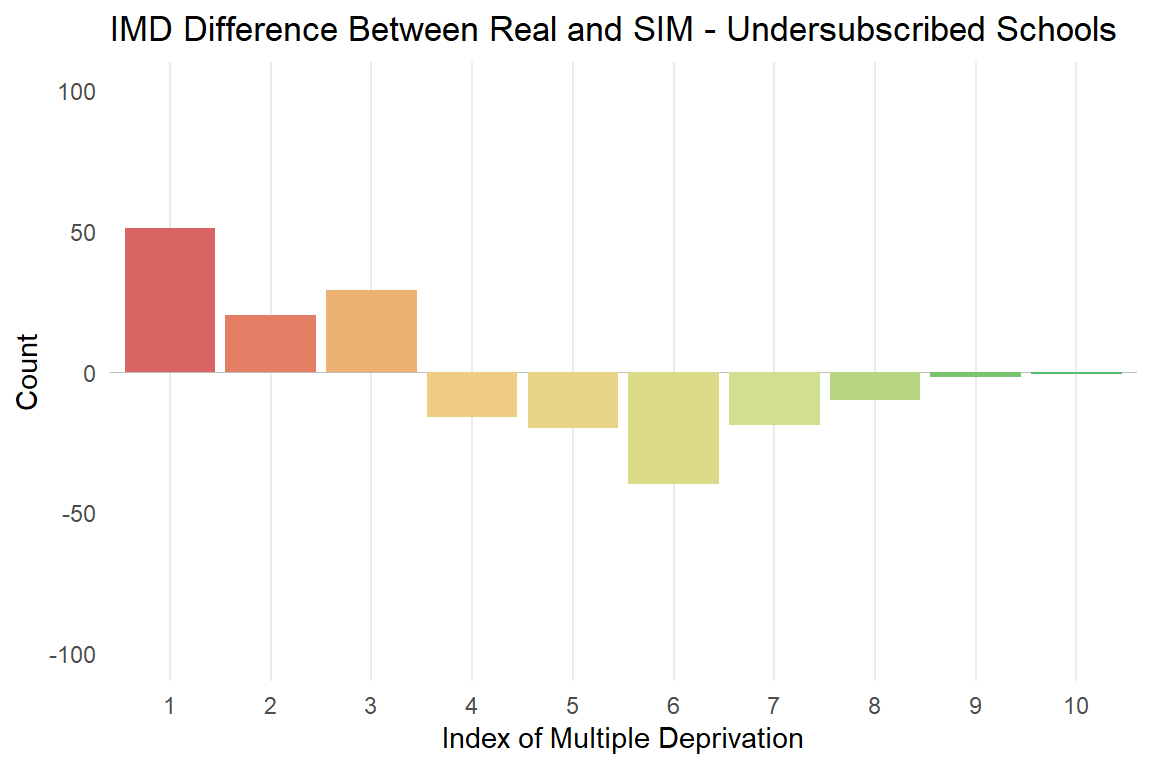 IMD Difference Between Real and SIM - Undersubscribed Schools
100
50
0
-50
-100
Count
1 2 3 4 5 6 7 8 9 10
Index of Multiple Deprivation